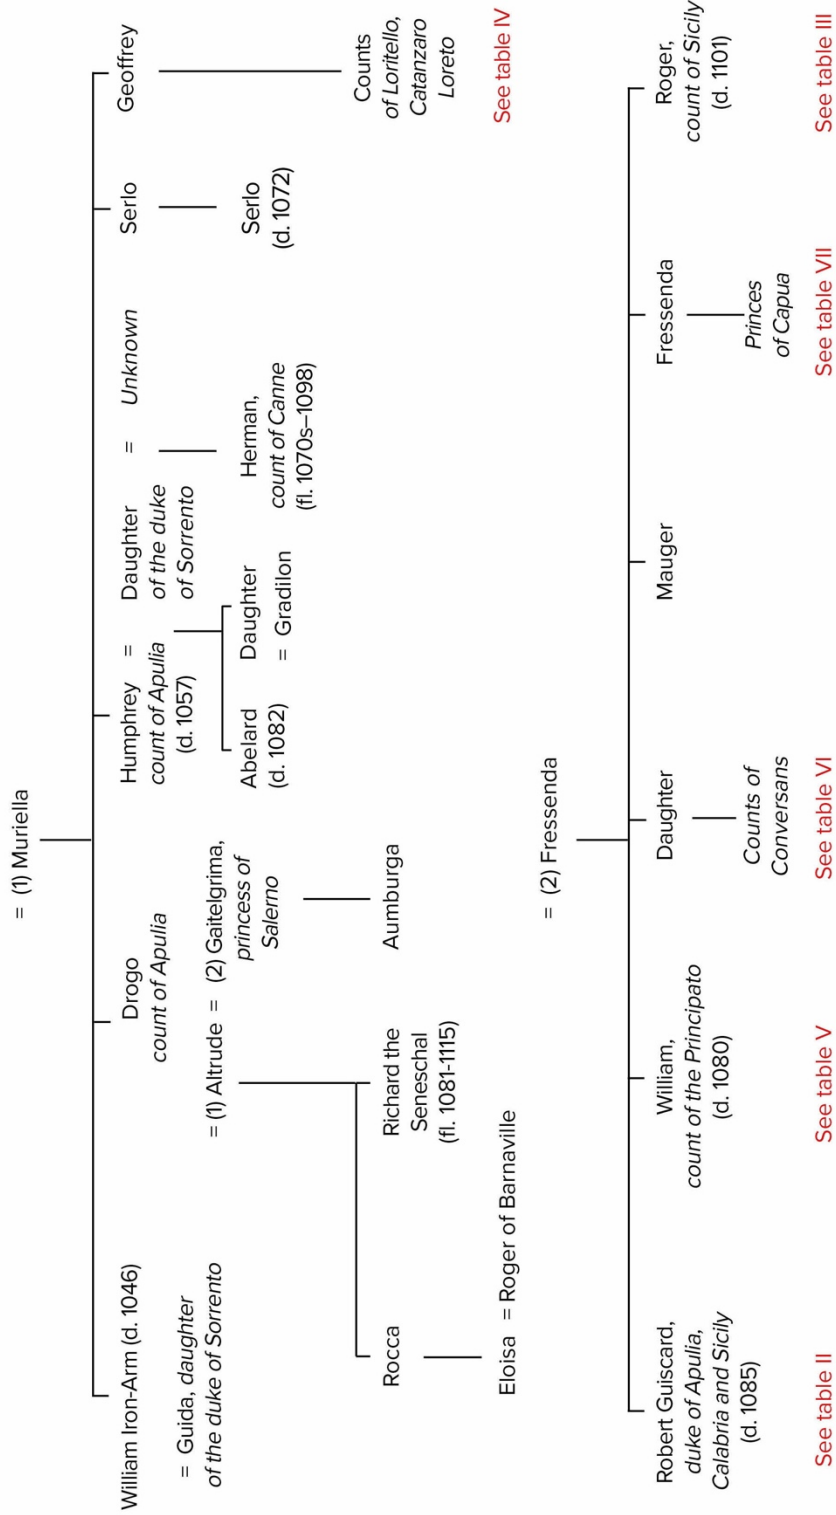 = (1) Muriella
William Iron-Arm (d. 1046)
= Guida, daughter
of the duke of Sorrento
Drogo
count of Apulia
= (1) Altrude = (2) Gaitelgrima,
princess of
Salerno
Humphrey =
count of Apulia
(d. 1057)
Daughter
of the duke
of Sorrento
= Unknown
Serlo
Geoffrey
Abelard
(d. 1082)
Daughter
= Gradilon
Herman,
count of Canne
(fl. 1070s–1098)
Serlo
(d. 1072)
Counts
of Loritello,
Catanzaro
Loreto
See table IV
Rocca
Richard the
Seneschal
(fl. 1081-1115)
Aumburga
Eloisa = Roger of Barnaville
= (2) Fressenda
Robert Guiscard,
duke of Apulia,
Calabria and Sicily
(d. 1085)
William,
count of the Principato
(d. 1080)
Daughter
Mauger
Fressenda
Roger,
count of Sicily
(d. 1101)
Counts of
Conversans
Princes
of Capua
See table II
See table V
See table VI
See table VII
See table III